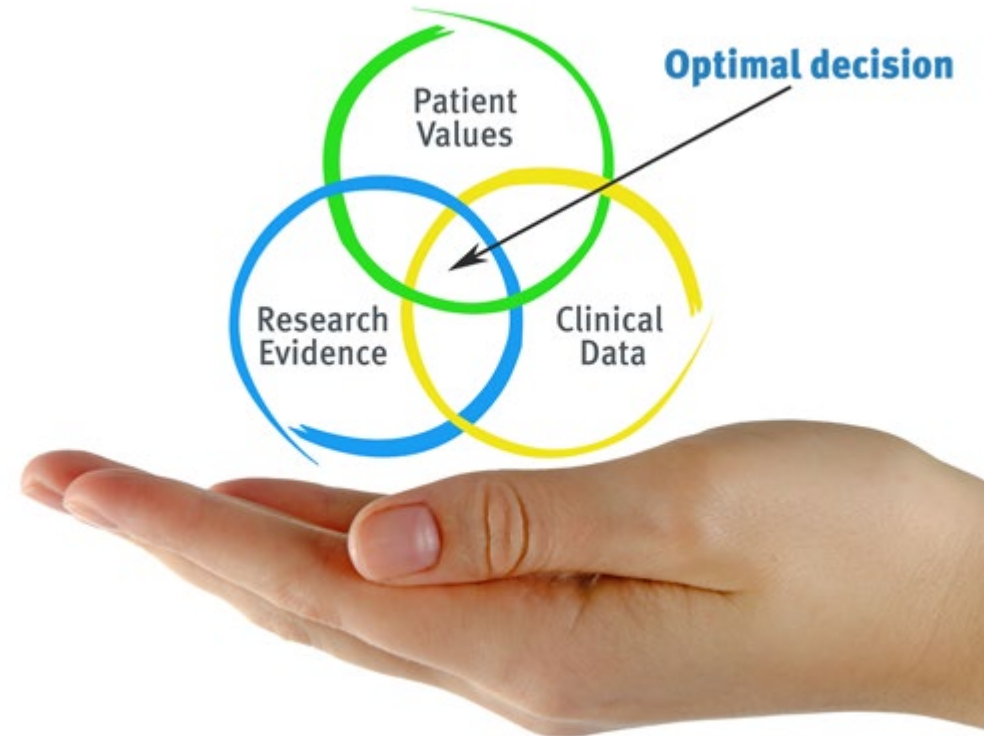 Optimal decision
Patient
Values
Research
Evidence
Clinical
Data